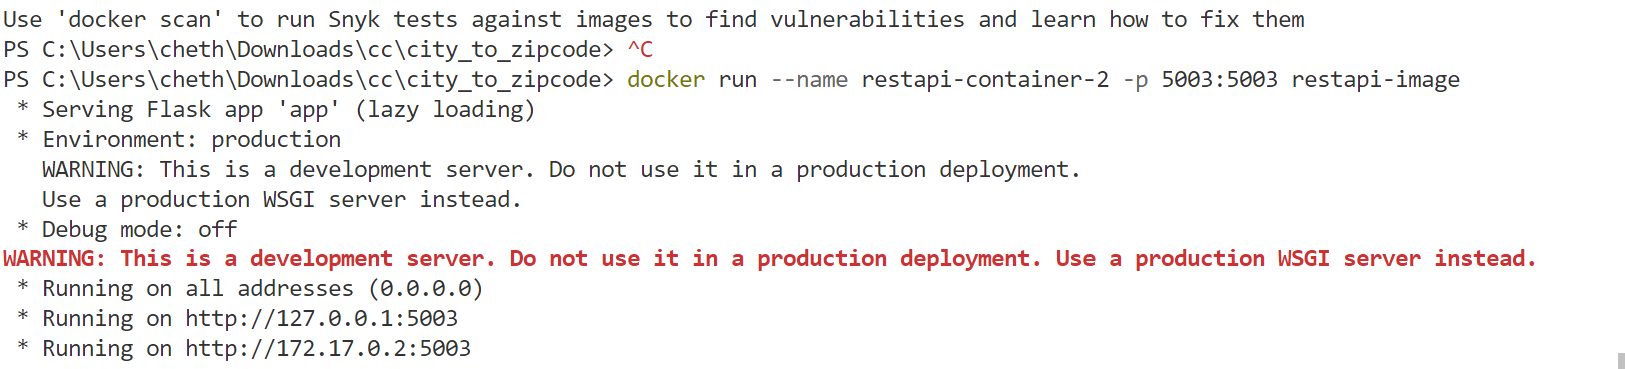 Use 'docker scan' to run Snyk tests against images to find vulnerabilities and learn how to fix them
PS C:\Users\cheth\Downloads\cc\city_to_zipcode> ^C
PS C:\Users\cheth\Downloads\cc\city_to_zipcode> docker run --name restapi-container-2 -p 5003:5003 restapi-image
 * Serving Flask app 'app' (lazy loading)
 * Environment: production
   WARNING: This is a development server. Do not use it in a production deployment.
   Use a production WSGI server instead.
 * Debug mode: off
WARNING: This is a development server. Do not use it in a production deployment. Use a production WSGI server instead.
 * Running on all addresses (0.0.0.0)
 * Running on http://127.0.0.1:5003
 * Running on http://172.17.0.2:5003